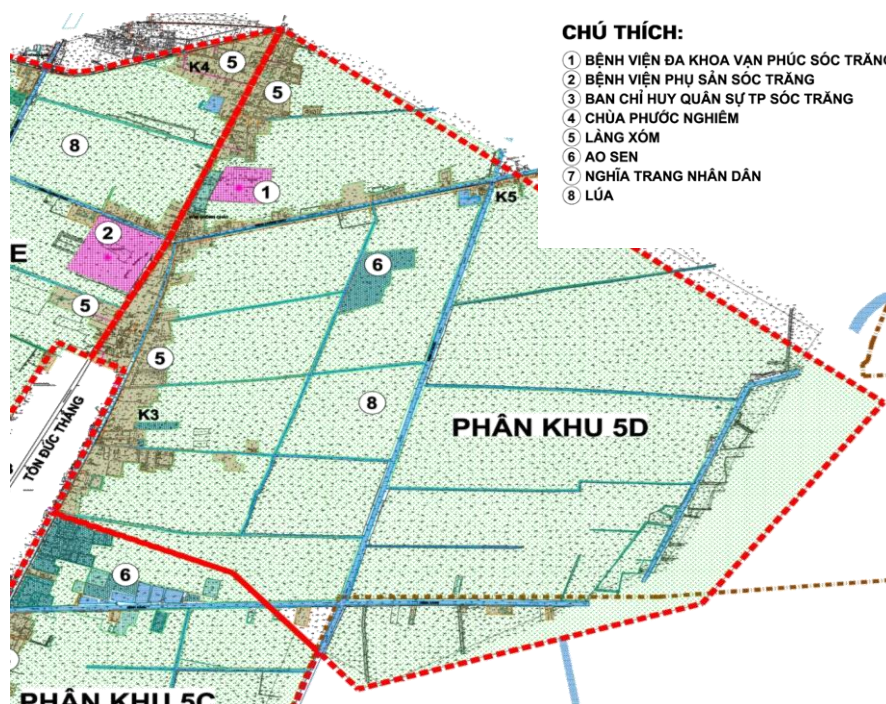 CHÚ THÍCH:
1 BỆNH VIỆN ĐA KHOA VẠN PHÚC SÓC TRĂNG
2 BỆNH VIỆN PHỤ SẢN SÓC TRĂNG
3 BAN CHỈ HUY QUÂN SỰ TP SÓC TRĂNG
4 CHÙA PHƯỚC NGHIÊM
5 LÀNG XÓM
6 AO SEN
7 NGHĨA TRANG NHÂN DÂN
8 LÚA
K4
5
5
8
1
K5
2
E
6
5
5
8
K3
PHÂN KHU 5D
TÔN ĐỨC THẮNG
6
PHÂN KHU 5C